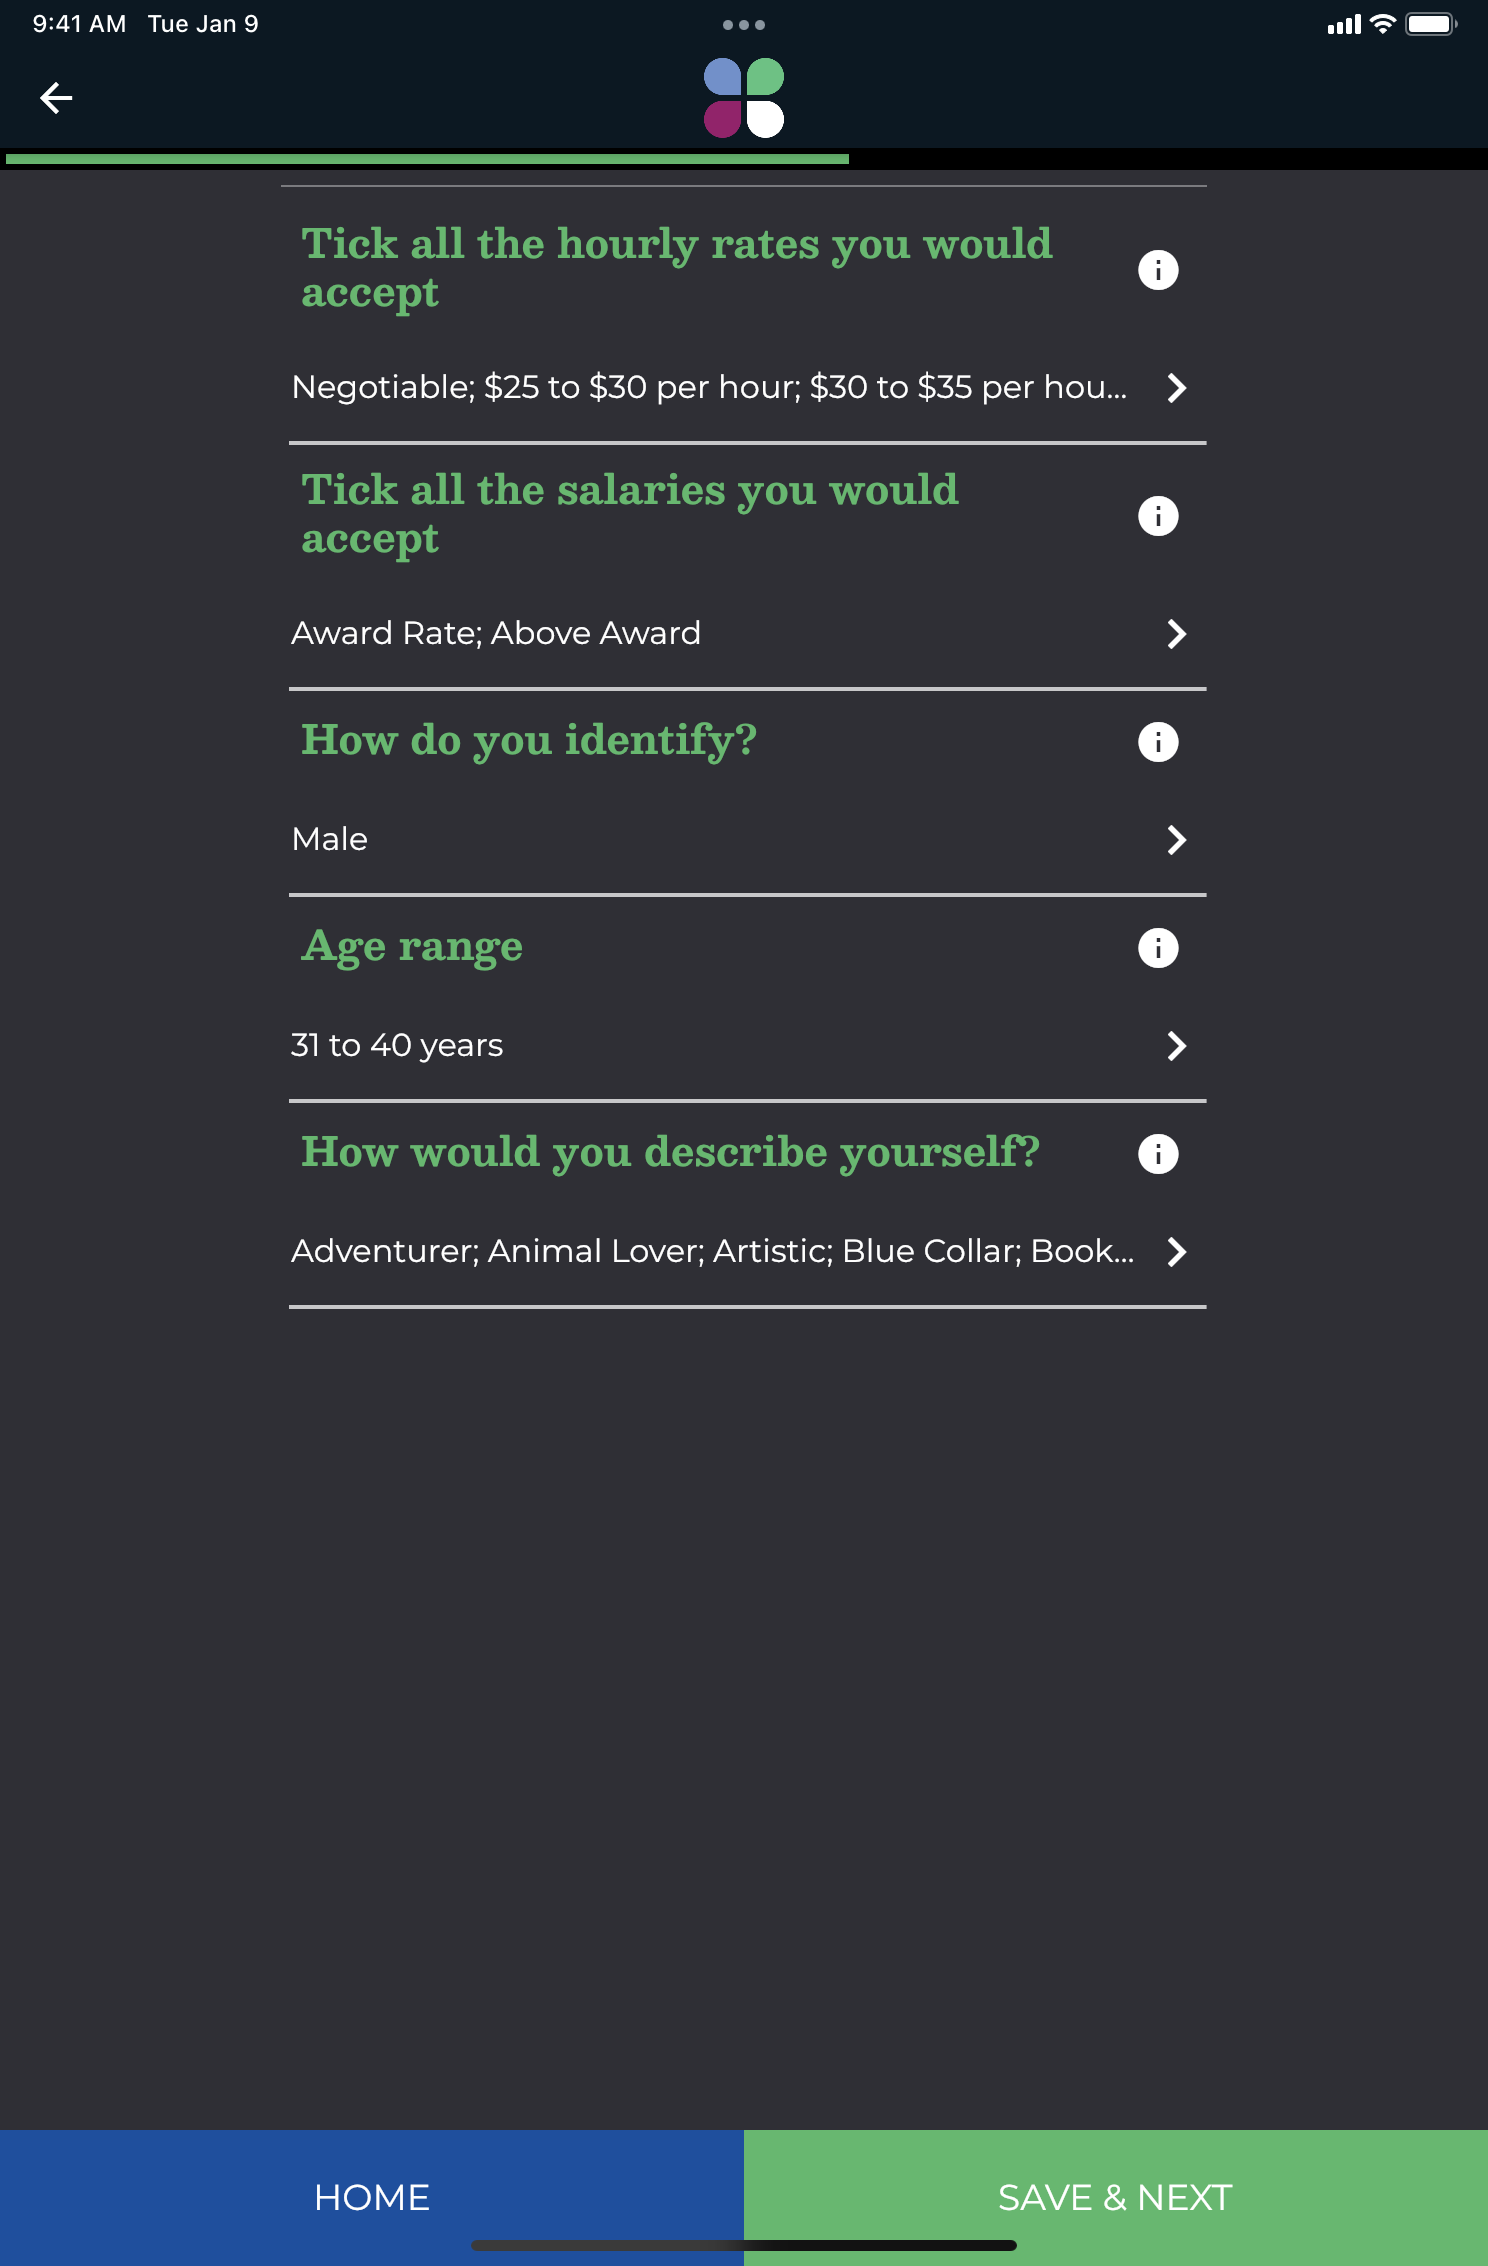 9:41 AM Tue Jan 9
Tick all the hourly rates you would
accept
Negotiable; $25 to $30 per hour; $30 to $35 per hou...
Tick all the salaries you would
accept
Award Rate; Above Award
How do you identify?
Male
Age range
31 to 40 years
How would you describe yourself?
Adventurer; Animal Lover; Artistic; Blue Collar; Book...
HOME
SAVE & NEXT